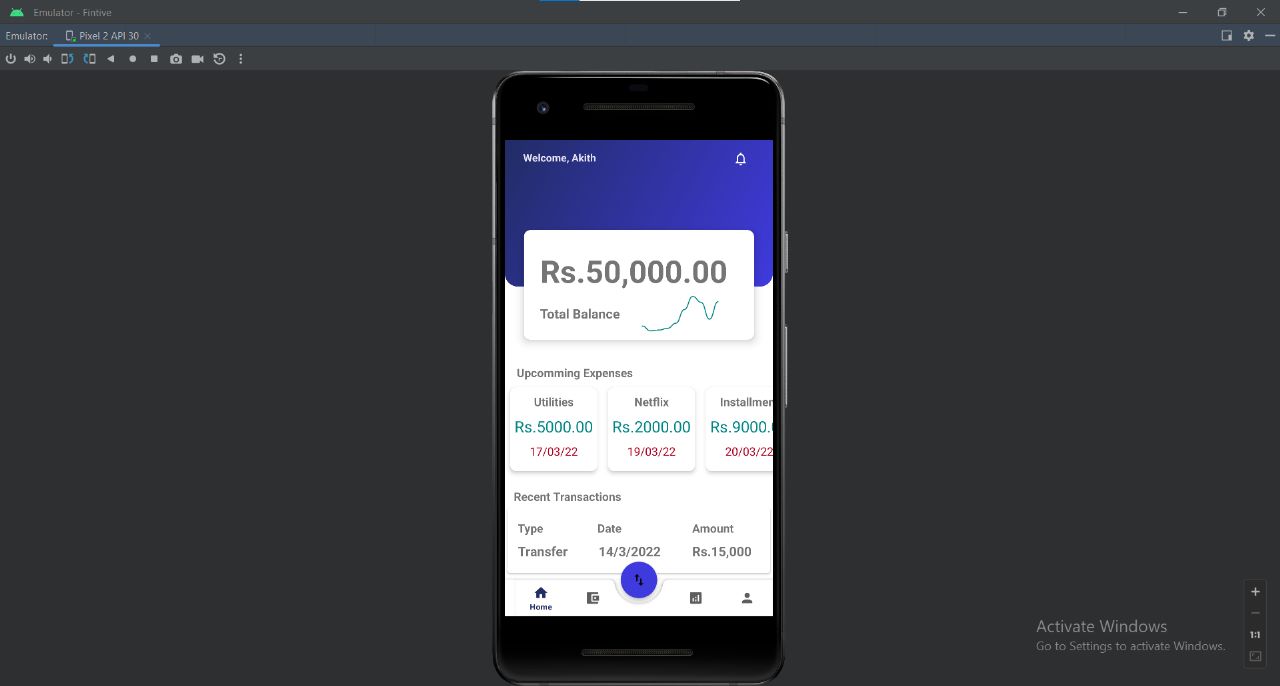 Emulator - Fintive
Emulator: Pixel 2 API 30
Welcome, Akith
Rs.50,000.00
Total Balance
Upcomming Expenses
Utilities Netflix Installmen
Rs.5000.00 Rs.2000.00 Rs.9000.
17/03/22 19/03/22 20/03/22
Recent Transactions
Type Date Amount
Transfer 14/3/2022 Rs.15,000
Home
1:1
Activate Windows
Go to Settings to activate Windows.